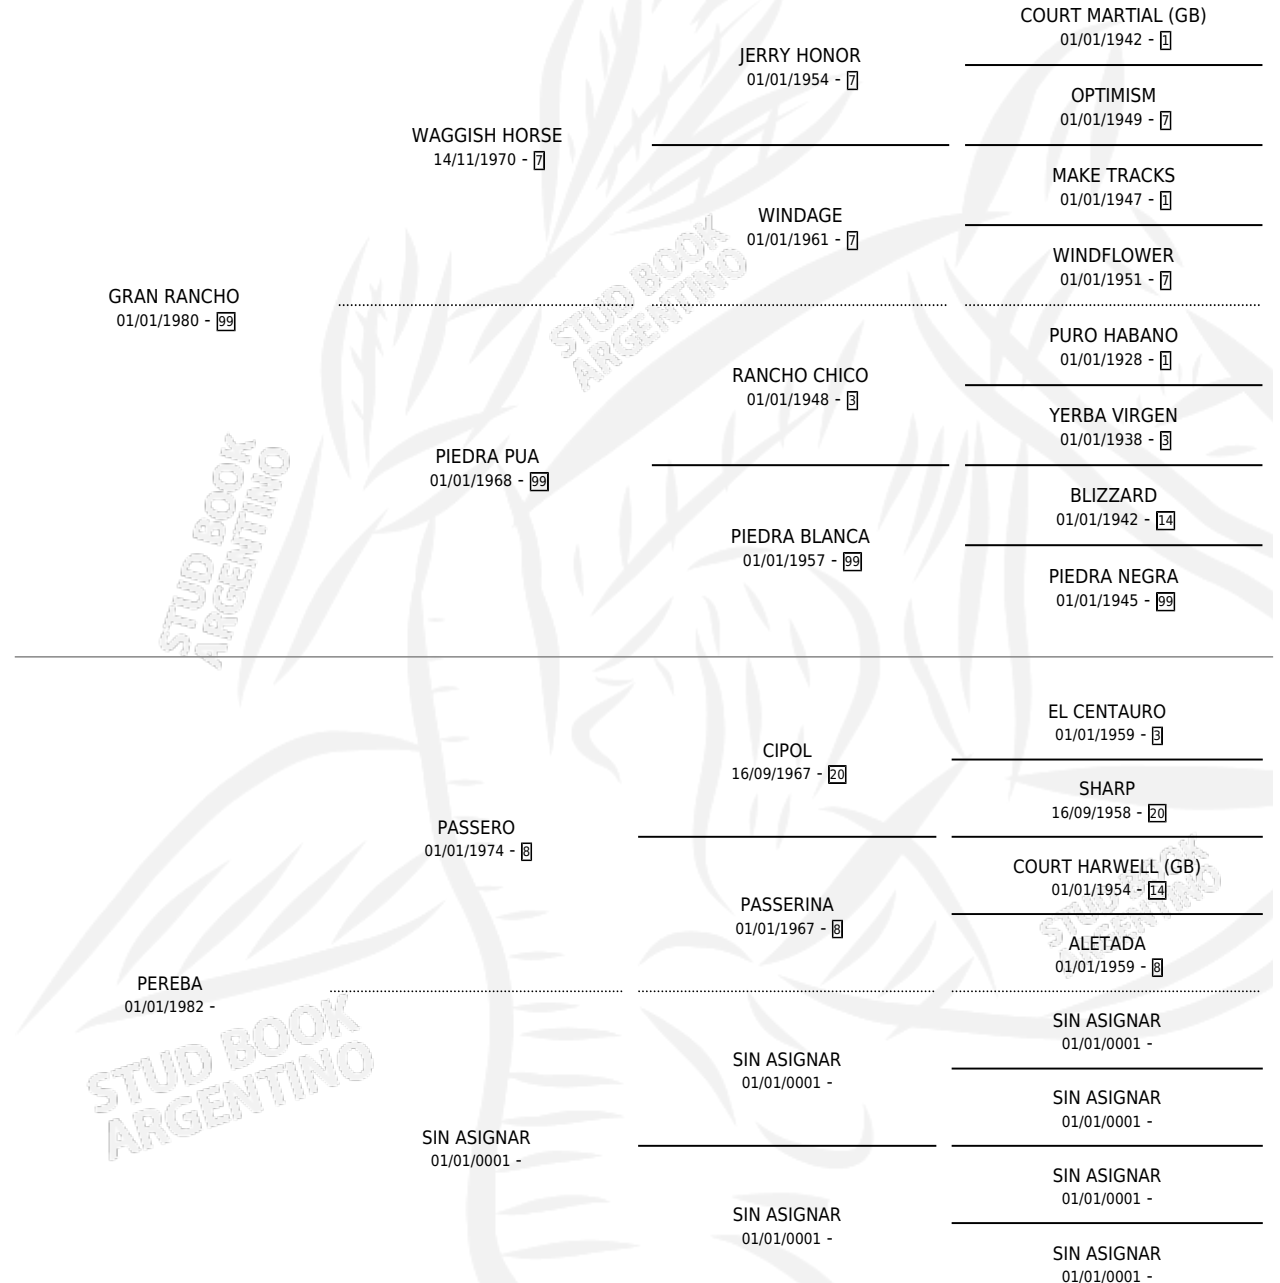 COURT MARTIAL (GB)
01/01/1942 - 1
JERRY HONOR
01/01/1954 - 7
OPTIMISM
01/01/1949 - 7
WAGGISH HORSE
14/11/1970 - 7
MAKE TRACKS
01/01/1947 - 1
WINDAGE
01/01/1961 - 7
WINDFLOWER
01/01/1951 - 7
GRAN RANCHO
01/01/1980 - 99
PURO HABANO
01/01/1928 - 1
RANCHO CHICO
01/01/1948 - 3
YERBA VIRGEN
01/01/1938 - 3
PIEDRA PUA
01/01/1968 - 99
BLIZZARD
01/01/1942 - 14
PIEDRA BLANCA
01/01/1957 - 99
PIEDRA NEGRA
01/01/1945 - 99
EL CENTAURO
01/01/1959 - 3
CIPOL
16/09/1967 - 20
SHARP
16/09/1958 - 20
PASSERO
01/01/1974 - 8
COURT HARWELL (GB)
01/01/1954 - 14
PASSERINA
01/01/1967 - 8
ALETADA
01/01/1959 - 8
PEREBA
01/01/1982 -
SIN ASIGNAR
01/01/0001 -
SIN ASIGNAR
01/01/0001 -
SIN ASIGNAR
01/01/0001 -
SIN ASIGNAR
01/01/0001 -
SIN ASIGNAR
01/01/0001 -
SIN ASIGNAR
01/01/0001 -
SIN ASIGNAR
01/01/0001 -
STUD BOOK
ARGENTINO
STUD BOOK
ARGENTINO
STUD BOOK
ARGENTINO
STUD BOOK
ARGENTINO